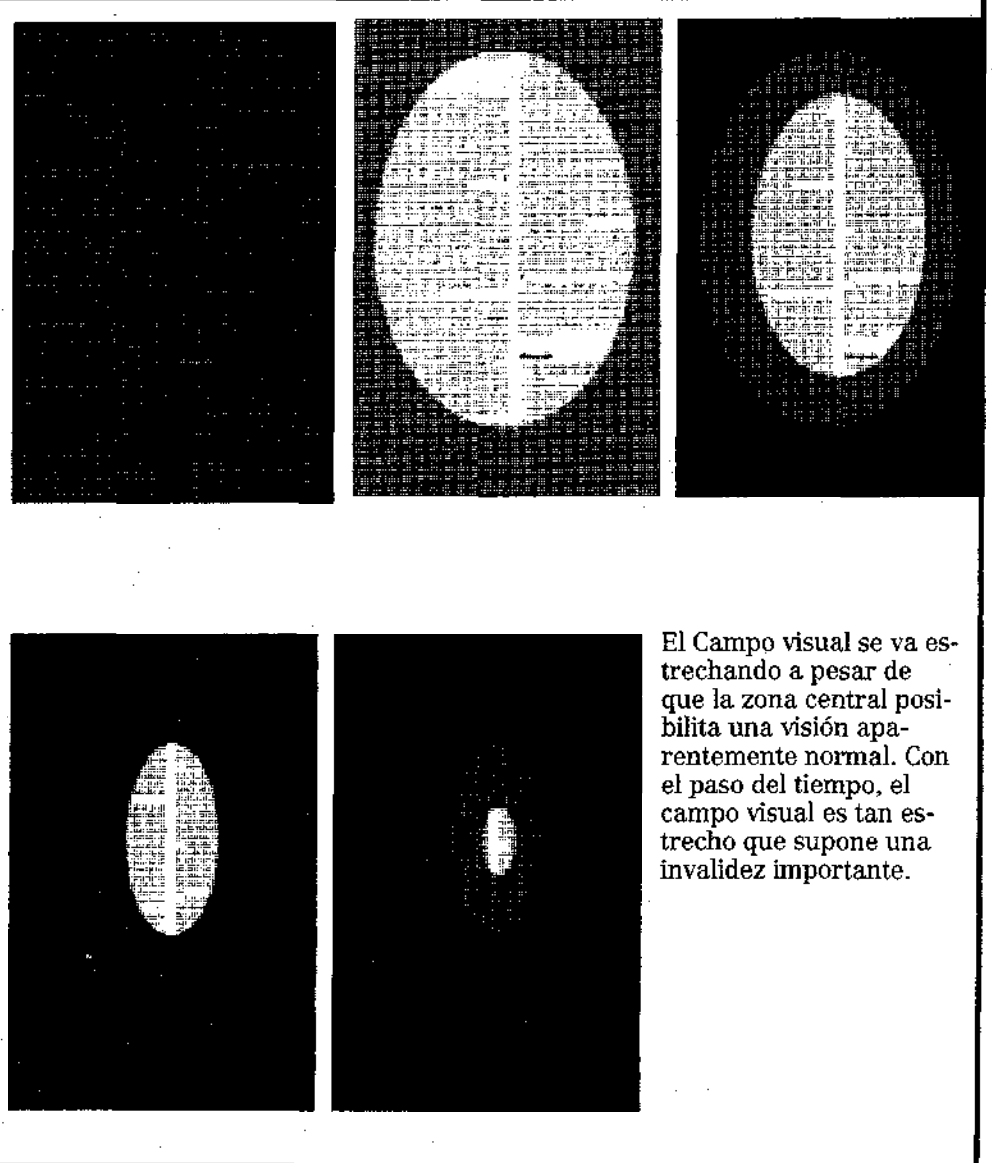 El Campo visual se va es-
trechando a pesar de
que la zona central posi-
bilita una visión apa-
rentemente normal. Con
el paso del tiempo, el
campo visual es tan es-
trecho que supone una
invalidez importante.